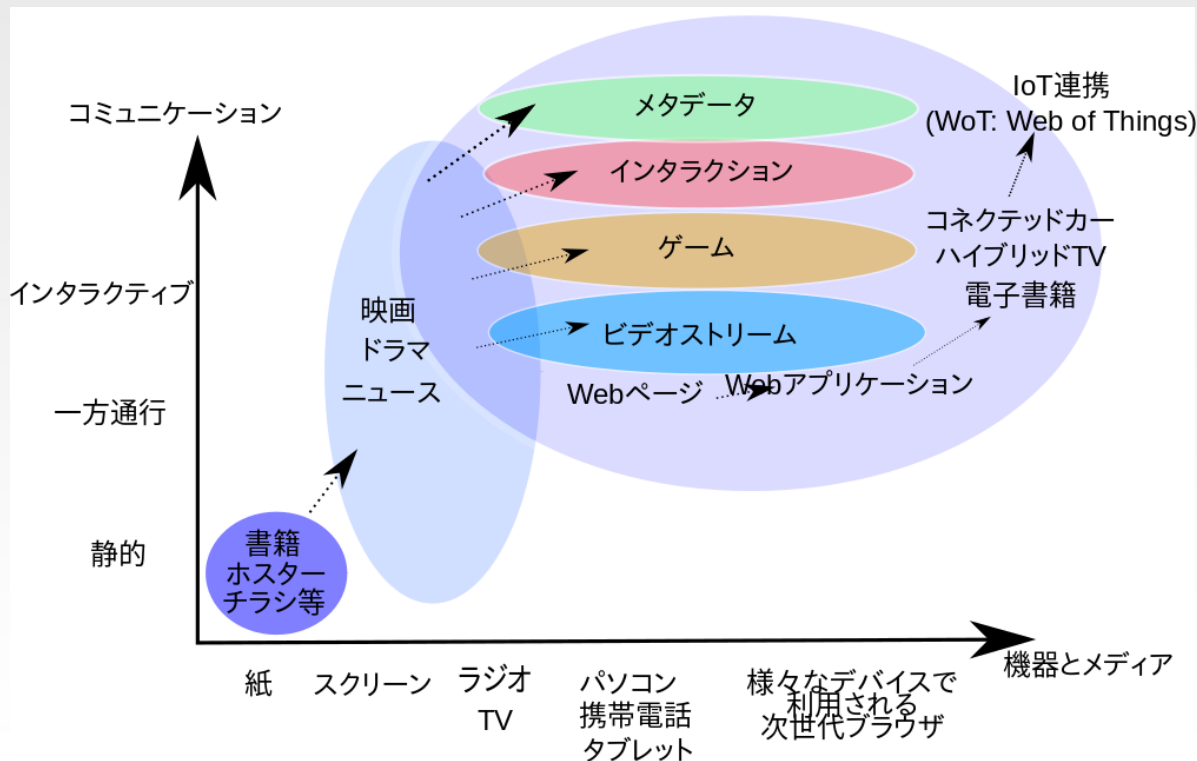 コミュニケーション
インタラクティブ
一方通行
静的
書籍
ホスター
チラシ等
映画
ドラマ
ニュース
メタデータ
インタラクション
ゲーム
ビデオストリーム
Webページ
Webアプリケーション
IoT連携
(WoT: Web of Things)
コネクテッドカー
ハイブリッドTV
電子書籍
機器とメディア
紙
スクリーン
ラジオ
TV
パソコン
携帯電話
タブレット
様々なデバイスで
利用される
次世代ブラウザ